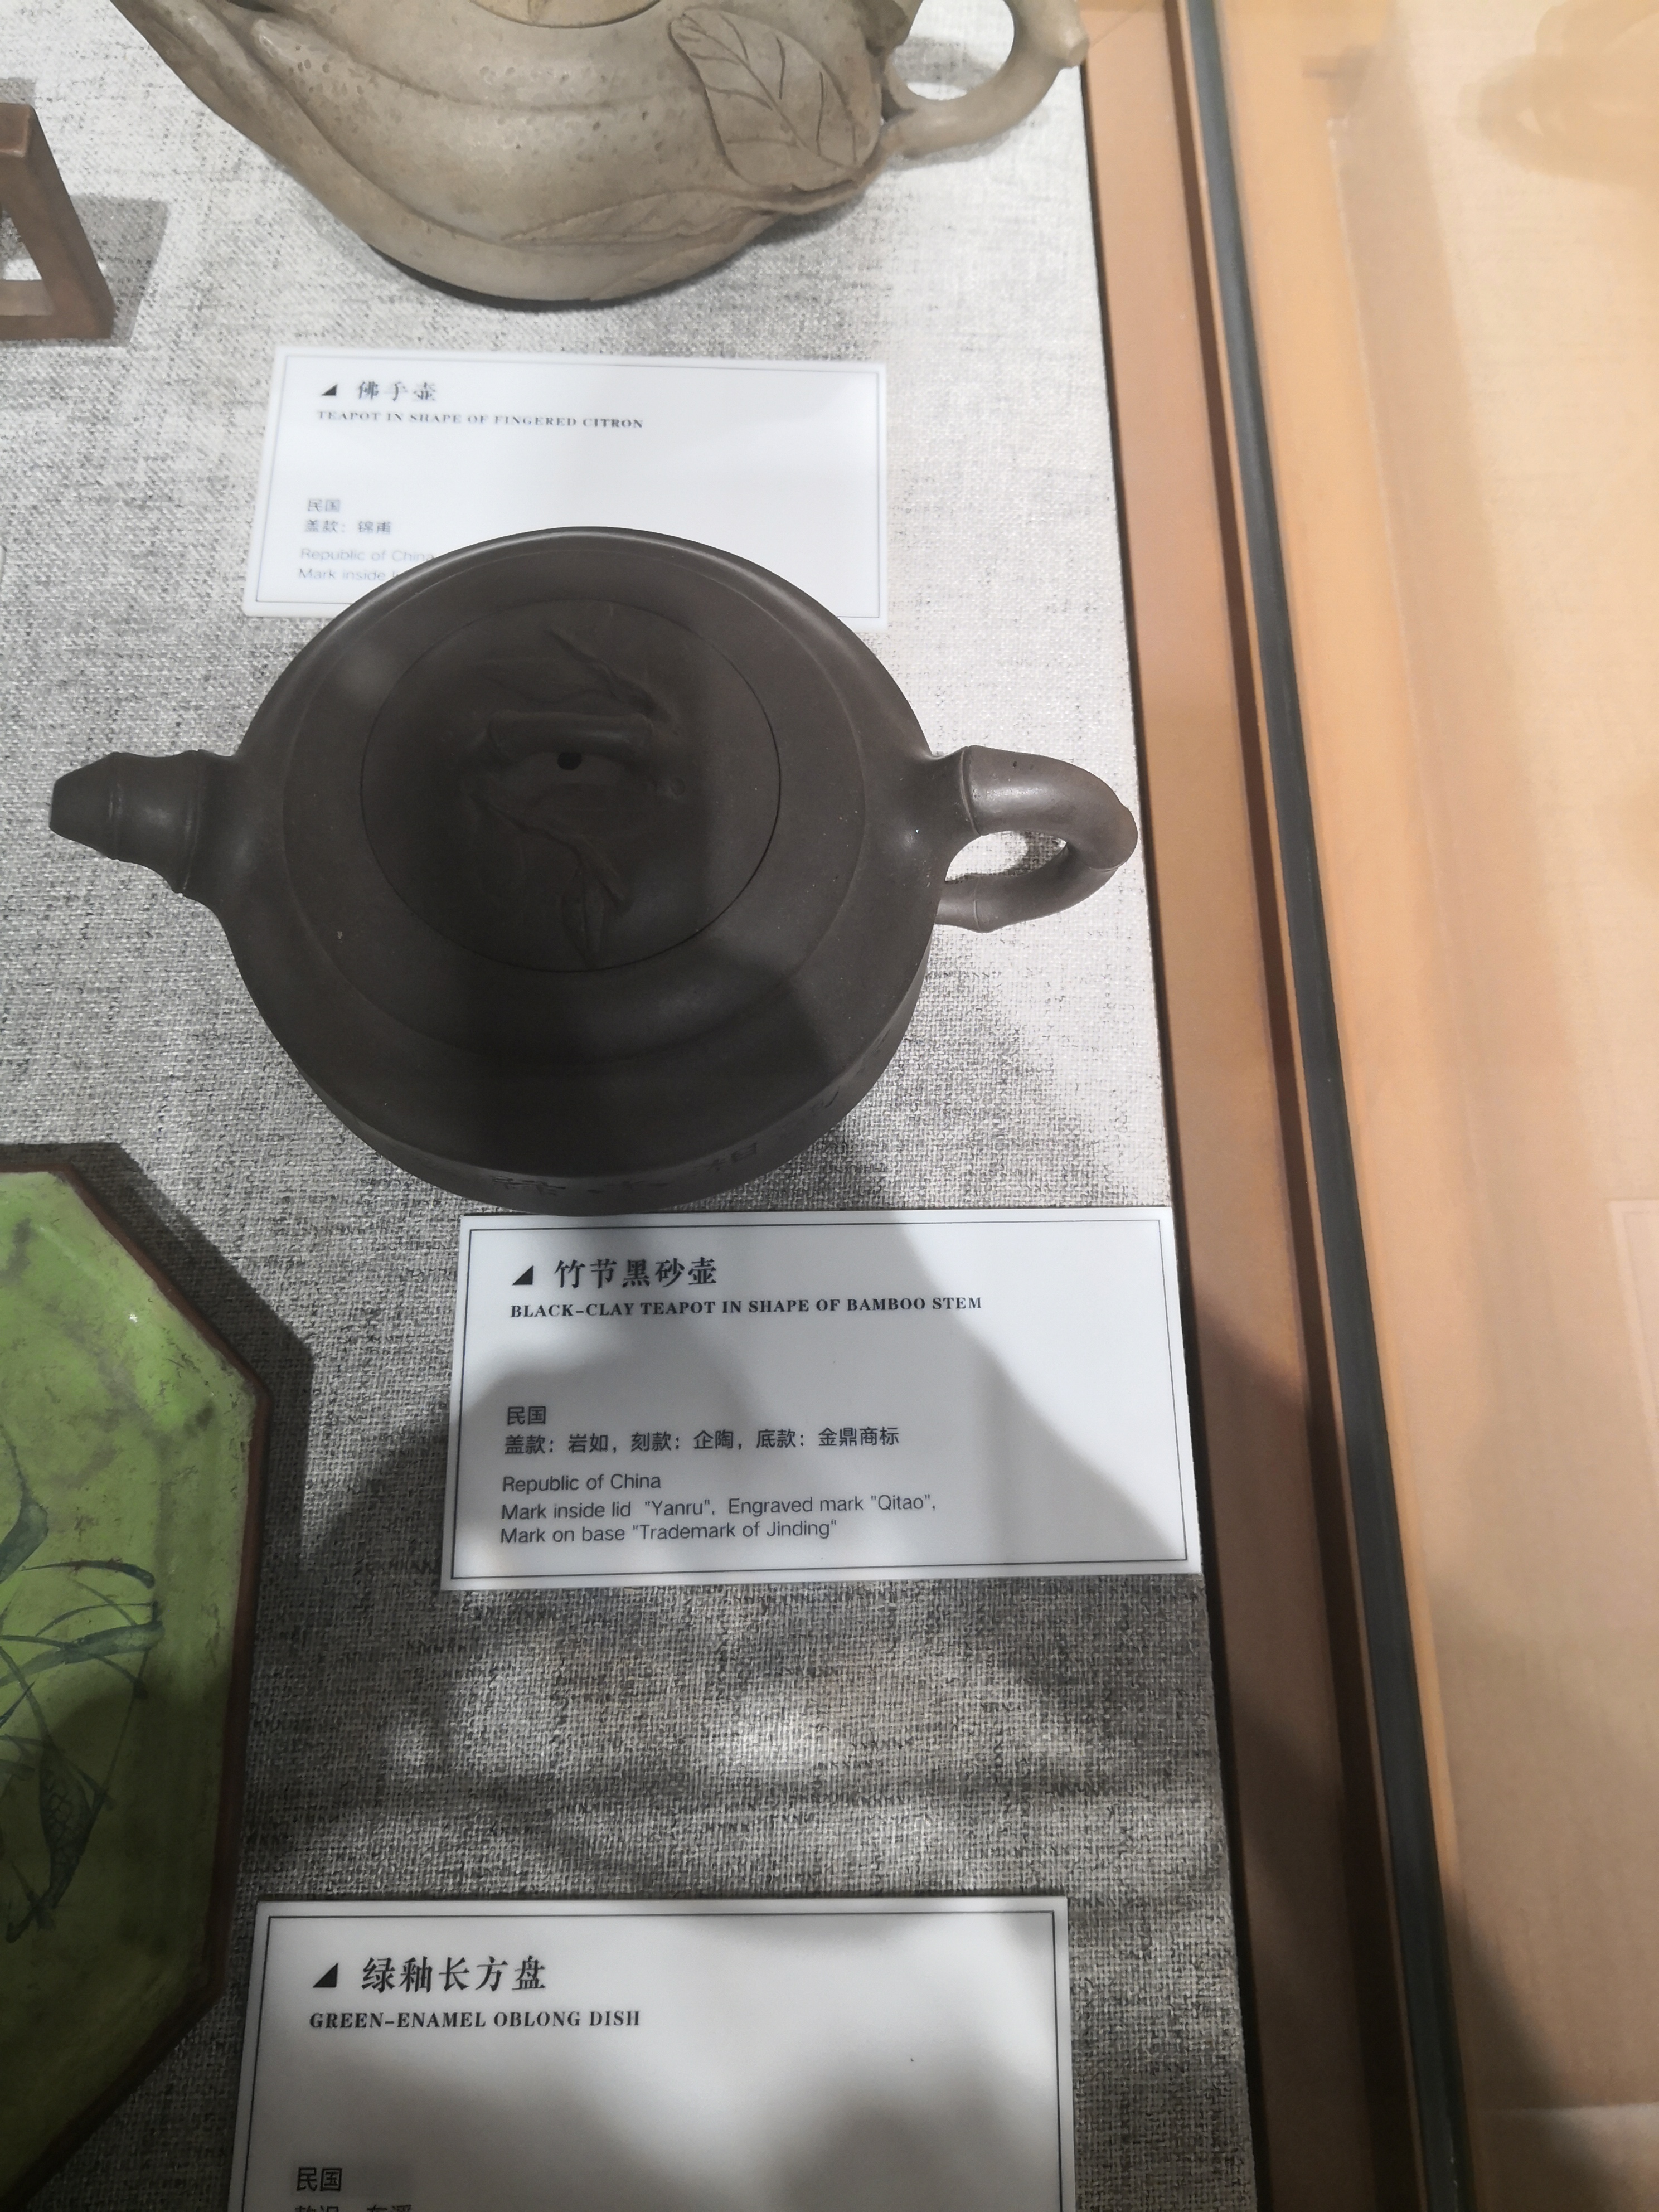 佛手壶
TEAPOT IN SHAPE OF FINGERED CITRON
民国
盖款：锦甫
Republic of China
Mark inside
竹节黑砂壶
BLACK-CLAY TEAPOT IN SHAPE OF BAMBOO STEM
民国
盖款：岩如，刻款：企陶，底款：金鼎商标
Republic of China
Mark inside lid "Yanru", Engraved mark "Qitao",
Mark on base "Trademark of Jinding"
绿釉长方盘
GREEN-ENAMEL OBLONG DISH
民国